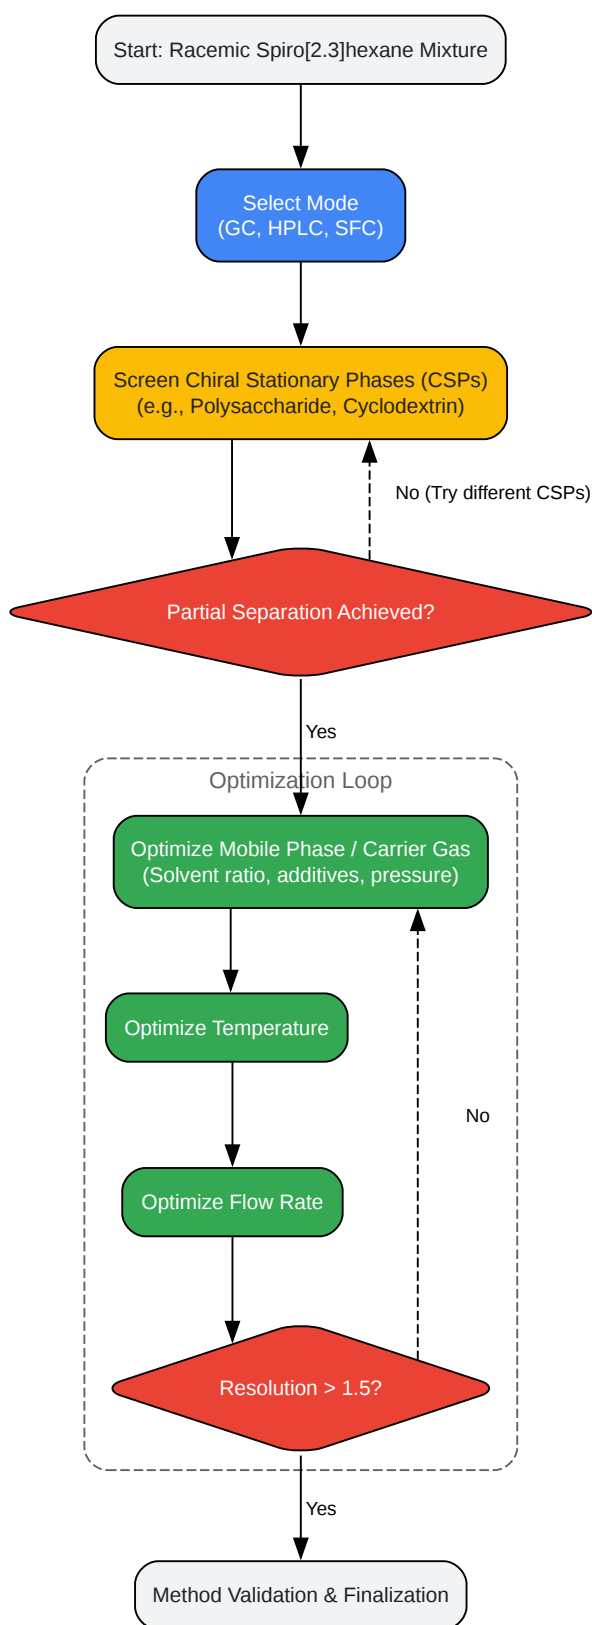 Start: Racemic Spiro[2.3]hexane Mixture
Select Mode
(GC, HPLC, SFC)
Screen Chiral Stationary Phases (CSPs)
(e.g., Polysaccharide, Cyclodextrin)
No (Try different CSPs)
Partial Separation Achieved?
Yes
Optimization Loop
Optimize Mobile Phase / Carrier Gas
(Solvent ratio, additives, pressure)
Optimize Temperature
No
Optimize Flow Rate
Resolution > 1.5?
Yes
Method Validation & Finalization